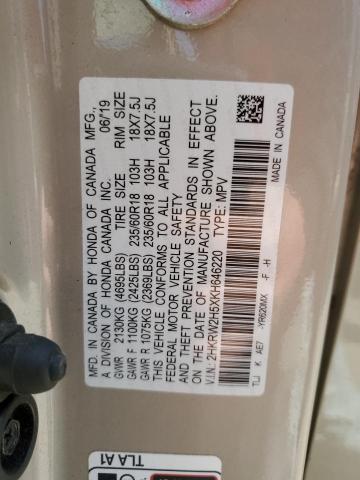 MFD. IN CANADA BY HONDA OF CANADA MFG.,
A DIVISION OF HONDA CANADA INC. 06/19
TIRE SIZE RIM SIZE
GVWR 2130KG (4695LBS)
GAWR F 1100KG (2425LBS) 235/60R18 103H 18X7.5J
GAWR R 1075KG (2369LBS) 235/60R18 103H 18X7.5J
THIS VEHICLE CONFORMS TO ALL APPLICABLE
FEDERAL MOTOR VEHICLE SAFETY
AND THEFT PREVENTION STANDARDS IN EFFECT
ON THE DATE OF MANUFACTURE SHOWN ABOVE.
V.I.N: 2HKRW2H5XKH646220 TYPE: MPV
TLJ K AE7 -YR620MX -F -H
MADE IN CANADA
TLA A1